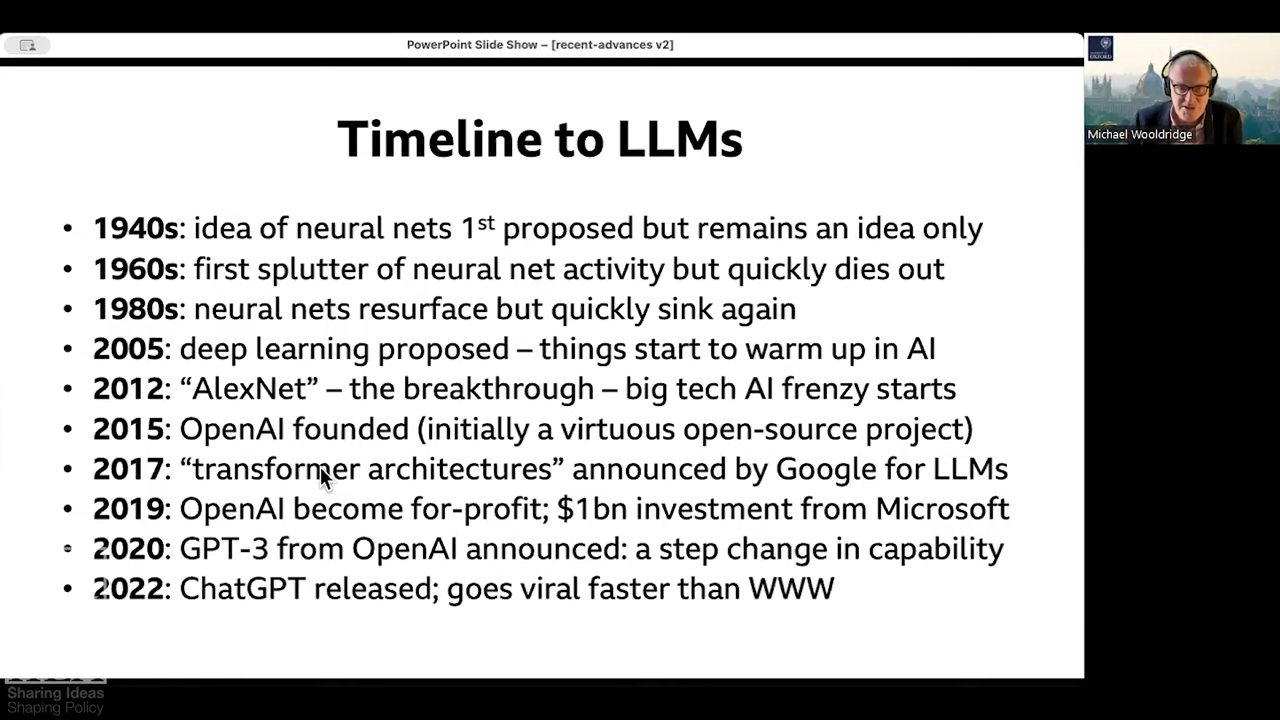 PowerPoint Slide Show – [recent-advances v2]
Timeline to LLMs
• 1940s: idea of neural nets 1st proposed but remains an idea only
• 1960s: first splutter of neural net activity but quickly dies out
• 1980s: neural nets resurface but quickly sink again
• 2005: deep learning proposed – things start to warm up in AI
• 2012: “AlexNet” – the breakthrough – big tech AI frenzy starts
• 2015: OpenAI founded (initially a virtuous open-source project)
• 2017: “transformer architectures” announced by Google for LLMs
• 2019: OpenAI become for-profit; $1bn investment from Microsoft
• 2020: GPT-3 from OpenAI announced: a step change in capability
• 2022: ChatGPT released; goes viral faster than WWW
OXFORD
Michael Wooldridge
Sharing Ideas
Shaping Policy